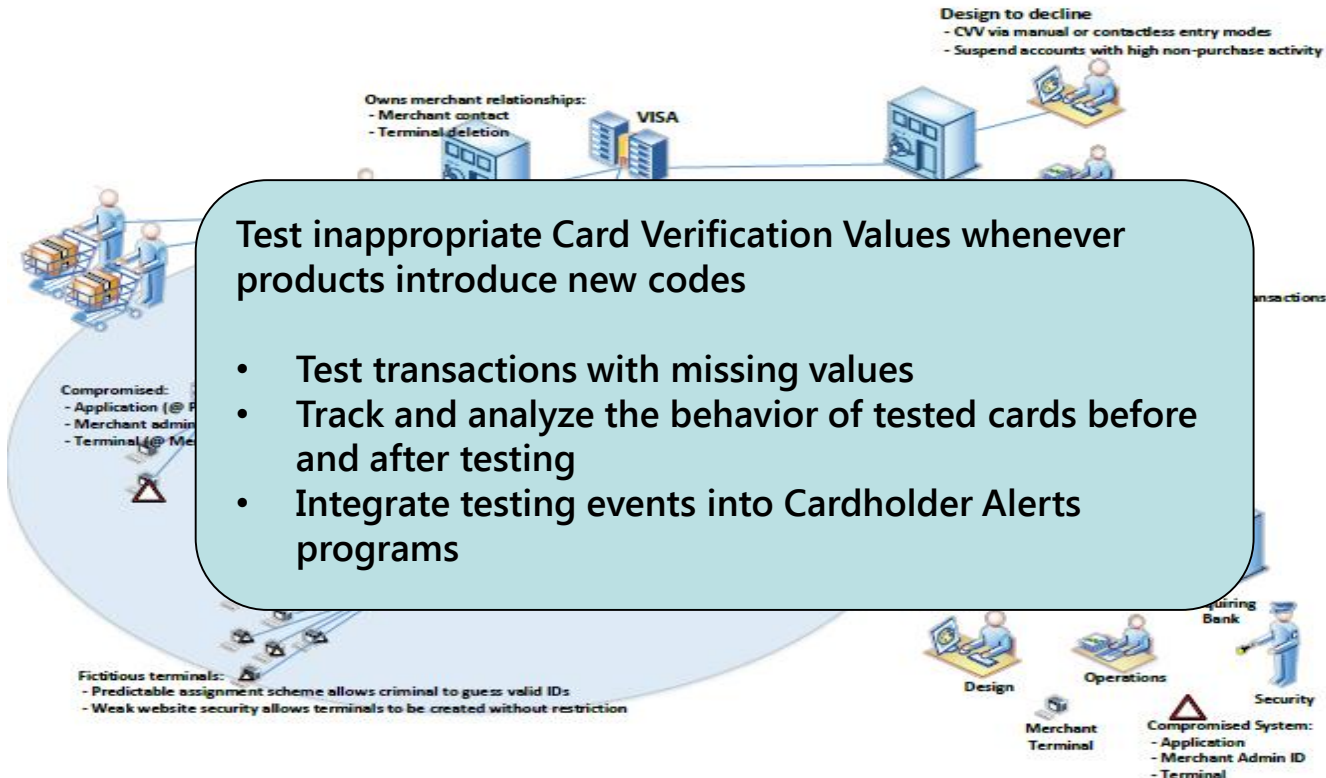 Design to decline
- CVV via manual or contactless entry modes
- Suspend accounts with high non-purchase activity
Owns merchant relationships:
- Merchant contact
- Terminal deletion
VISA
Test inappropriate Card Verification Values whenever
products introduce new codes
• Test transactions with missing values
• Track and analyze the behavior of tested cards before
and after testing
• Integrate testing events into Cardholder Alerts
programs
Compromised:
- Application (@
- Merchant admin
- Terminal (@
Bank
Fictitious terminals:
- Predictable assignment scheme allows criminal to guess valid IDs
- Weak website security allows terminals to be created without restriction
Design
Operations
Security
Merchant
Terminal
Compromised System:
- Application
- Merchant Admin ID
- Terminal